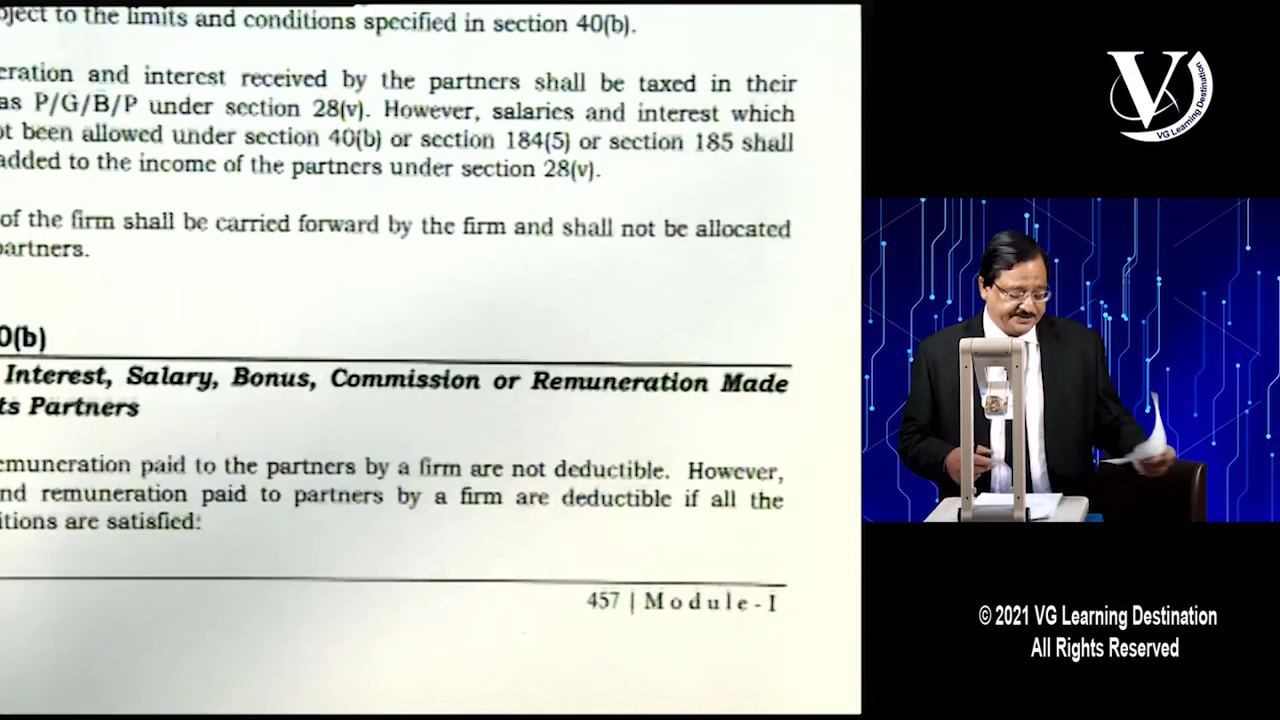 ject to the limits and conditions specified in section 40(b).
eration and interest received by the partners shall be taxed in their
as P/G/B/P under section 28(v). However, salaries and interest which
ot been allowed under section 40(b) or section 184(5) or section 185 shall
added to the income of the partners under section 28(v).
of the firm shall be carried forward by the firm and shall not be allocated
partners.
0(b)
Interest, Salary, Bonus, Commission or Remuneration Made
ts Partners
emuneration paid to the partners by a firm are not deductible. However,
nd remuneration paid to partners by a firm are deductible if all the
itions are satisfied:
457 | Module-I
V
VG Learning Destination
© 2021 VG Learning Destination
All Rights Reserved